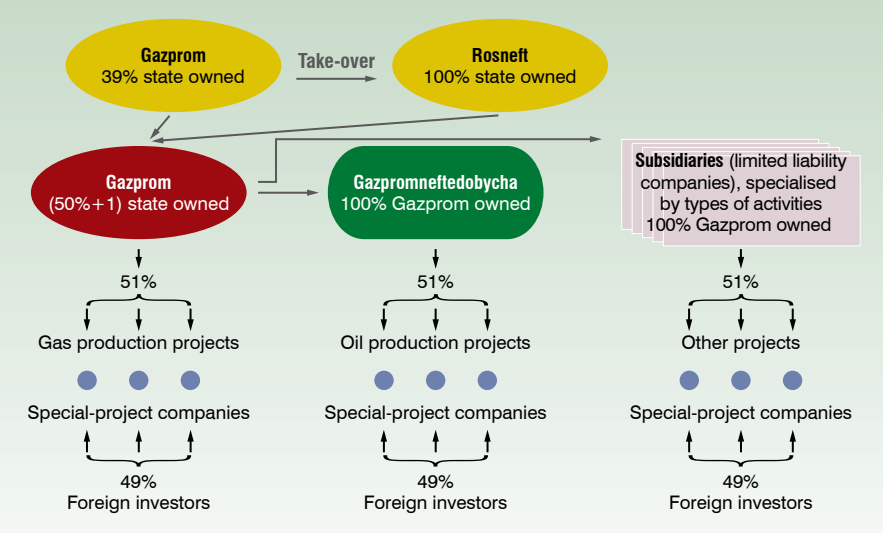 Gazprom
39% state owned
Take-over
Rosneft
100% state owned
Gazprom
(50%+1) state owned
Gazpromneftedobycha
100% Gazprom owned
Subsidiaries (limited liability
companies), specialised
by types of activities
100% Gazprom owned
51%
51%
51%
Gas production projects
Oil production projects
Other projects
Special-project companies
Special-project companies
Special-project companies
49%
Foreign investors
49%
Foreign investors
49%
Foreign investors